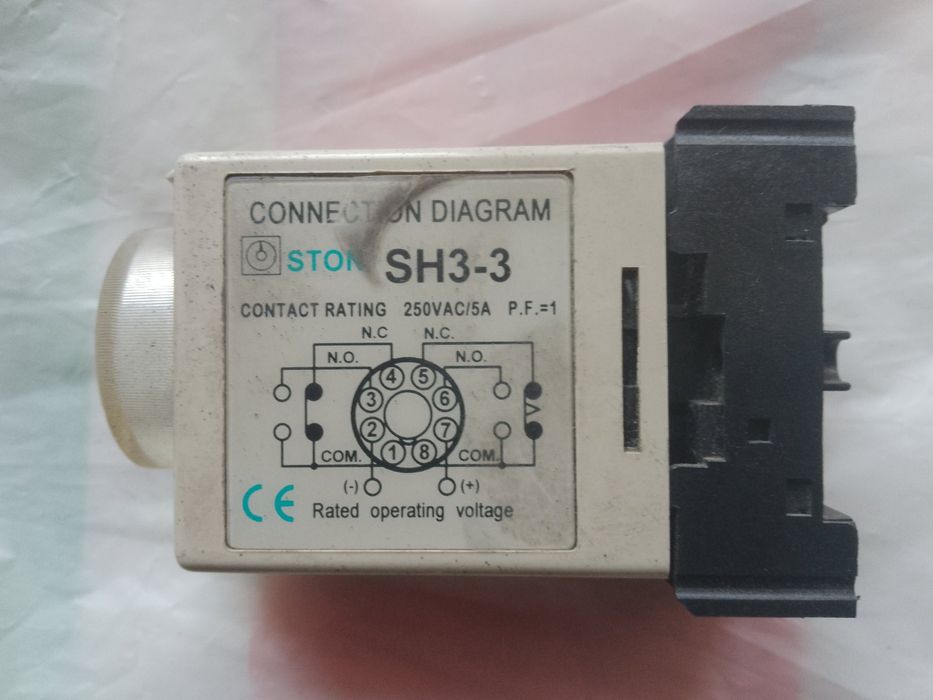 CONNECTION DIAGRAM
SH3-3
CONTACT RATING 250VAC/5A P.F.=1
N.C N.C.
N.O. N.O.
4 5
3 6
2 7
1 8
COM. COM.
(-) (+)
CE Rated operating voltage